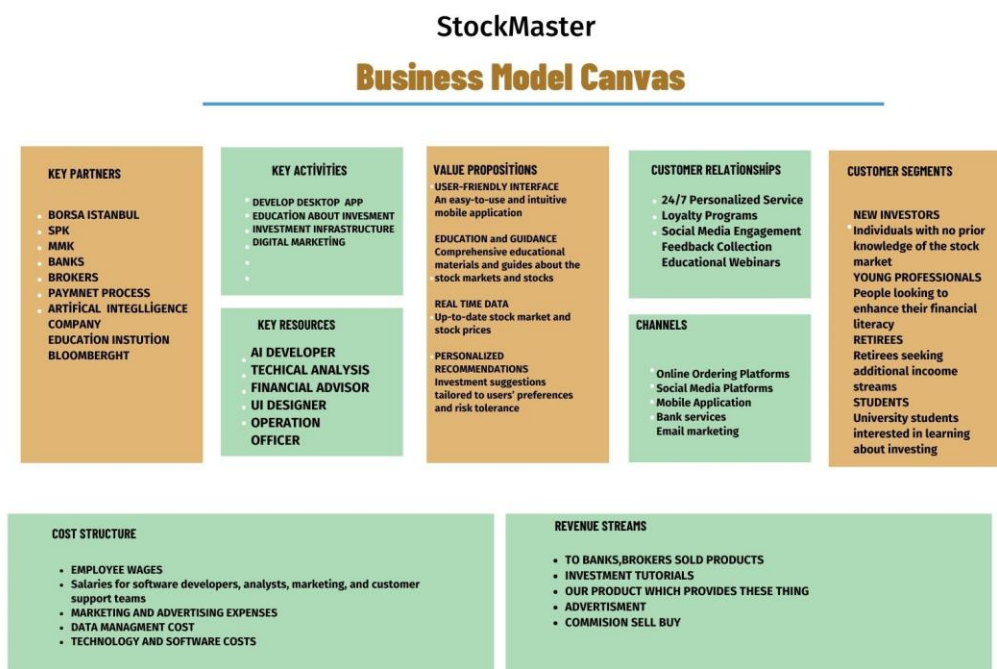 StockMaster
Business Model Canvas
KEY PARTNERS
BORSA ISTANBUL
SPK
MMK
BANKS
BROKERS
PAYMNET PROCESS
ARTİFİCAL INTEGLLİGENCE
COMPANY
EDUCATİON INSTUTİON
BLOOMBERGHT
KEY ACTIVİTİES
DEVELOP DESKTOP APP
EDUCATİON ABOUT INVESMENT
INVESTMENT INFRASTRUCTURE
DIGITAL MARKETİNG
KEY RESOURCES
AI DEVELOPER
TECHICAL ANALYSIS
FINANCIAL ADVISOR
UI DESIGNER
OPERATION
OFFICER
VALUE PROPOSİTİONS
USER-FRIENDLY INTERFACE
An easy-to-use and intuitive
mobile application
EDUCATION and GUIDANCE
Comprehensive educational
materials and guides about the
stock markets and stocks
REAL TIME DATA
Up-to-date stock market and
stock prices
PERSONALIZED
RECOMMENDATIONS
Investment suggestions
tailored to users' preferences
and risk tolerance
CUSTOMER RELATİONSHİPS
24/7 Personalized Service
Loyalty Programs
Social Media Engagement
Feedback Collection
Educational Webinars
CHANNELS
Online Ordering Platforms
Social Media Platforms
Mobile Application
Bank services
Email marketing
CUSTOMER SEGMENTS
NEW INVESTORS
Individuals with no prior
knowledge of the stock
market
YOUNG PROFESSIONALS
People looking to
enhance their financial
literacy
RETIREES
Retirees seeking
additional incoome
streams
STUDENTS
University students
interested in learning
about investing
COST STRUCTURE
EMPLOYEE WAGES
Salaries for software developers, analysts, marketing, and customer
support teams
MARKETING AND ADVERTISING EXPENSES
DATA MANAGMENT COST
TECHNOLOGY AND SOFTWARE COSTS
REVENUE STREAMS
TO BANKS,BROKERS SOLD PRODUCTS
INVESTMENT TUTORIALS
OUR PRODUCT WHICH PROVIDES THESE THING
ADVERTISMENT
COMMISION SELL BUY